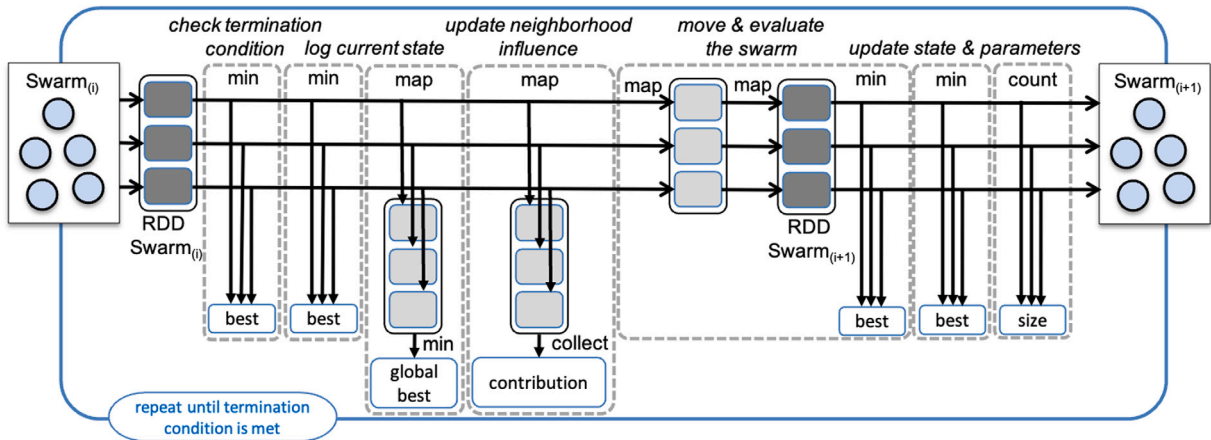 check termination
condition
log current state
update neighborhood
influence
move & evaluate
the swarm
update state & parameters
Swarm(i)
min
min
map
map
map
map
min
min
count
Swarm(i+1)
RDD
Swarm(i)
RDD
Swarm(i+1)
best
best
best
best
size
min
collect
global
best
contribution
repeat until termination
condition is met